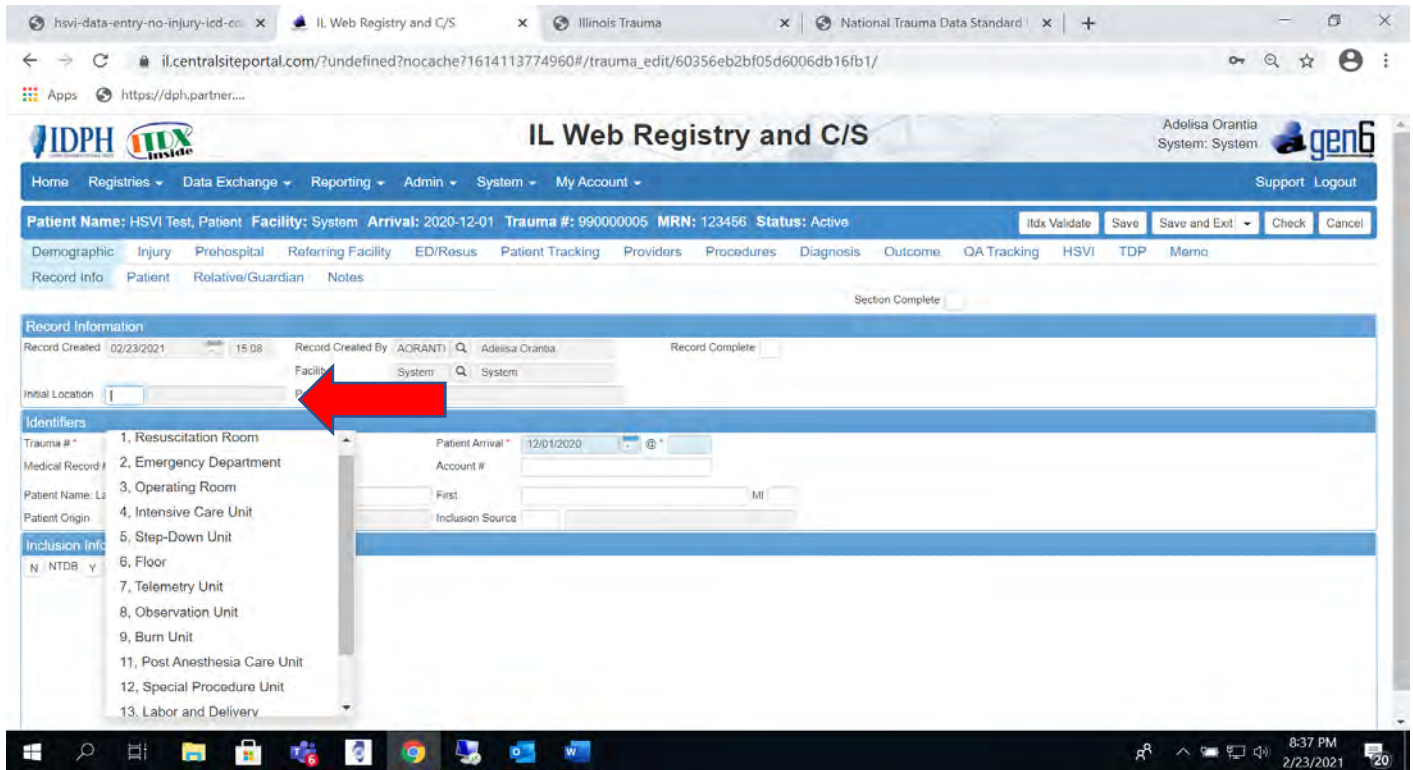 hsvi-data-entry-no-injury-icd-co
IL Web Registry and C/S
Illinois Trauma
National Trauma Data Standard
il.centralsiteportal.com/?undefined?nocache?1614113774960#/trauma_edit/60356eb2bf05d6006db16fb1/
Apps https://dph.partner....
IDPH ITDX inside
IL Web Registry and C/S
Adelisa Orantia
System: System
gen6
Home Registries Data Exchange Reporting Admin System My Account Support Logout
Patient Name: HSVI Test, Patient Facility: System Arrival: 2020-12-01 Trauma #: 990000005 MRN: 123456 Status: Active Itdx Validate Save Save and Exit Check Cancel
Demographic Injury Prehospital Referring Facility ED/Resus Patient Tracking Providers Procedures Diagnosis Outcome QA Tracking HSVI TDP Memo
Record Info Patient Relative/Guardian Notes
Section Complete
Record Information
Record Created 02/23/2021 15:08 Record Created By AORANTI Adelisa Orantia Record Complete
Facility System System
Initial Location
Identifiers
Trauma # * Patient Arrival * 12/01/2020 @ *
Medical Record Account #
Patient Name: La First MI
Patient Origin Inclusion Source
Inclusion Info
N NTDB Y
1, Resuscitation Room
2, Emergency Department
3, Operating Room
4, Intensive Care Unit
5, Step-Down Unit
6, Floor
7, Telemetry Unit
8, Observation Unit
9, Burn Unit
11, Post Anesthesia Care Unit
12, Special Procedure Unit
13, Labor and Delivery
8:37 PM
2/23/2021
20